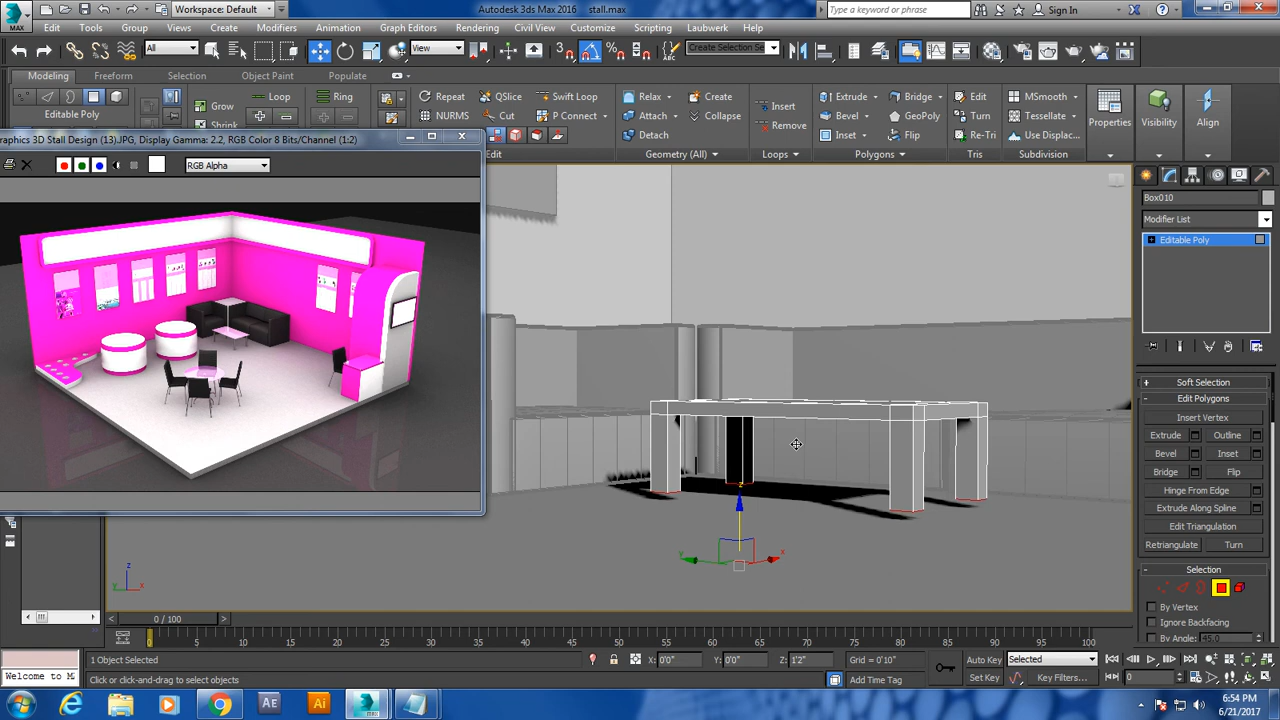 Workspace: Default
Autodesk 3ds Max 2016 stall.max
Type a keyword or phrase
Sign In
MAX
Edit Tools Group Views Create Modifiers Animation Graph Editors Rendering Civil View Customize Scripting Laubwerk Help
All
View
Create Selection Se
Modeling Freeform Selection Object Paint Populate
Edit Poly
Grow
Shrink
Loop
Ring
Repeat
NURMS
QSlice
Cut
Swift Loop
P Connect
Relax
Attach
Detach
Create
Collapse
Insert
Remove
Extrude
Bevel
Inset
Bridge
GeoPoly
Flip
Edit
Turn
Re-Tri
MSmooth
Tessellate
Use Displac...
Properties
Visibility
Align
Edit
Geometry (All)
Loops
Polygons
Tris
Subdivision
raphics 3D Stall Design (13).JPG, Display Gamma: 2.2, RGB Color 8 Bits/Channel (1:2)
RGB Alpha
Box010
Modifier List
Editable Poly
Soft Selection
Edit Polygons
Insert Vertex
Extrude Outline
Bevel Inset
Bridge Flip
Hinge From Edge
Extrude Along Spline
Edit Triangulation
Retriangulate Turn
Selection
By Vertex
Ignore Backfacing
By Angle: 45.0
z
y x
z
y x
0 / 100
0 5 10 15 20 25 30 35 40 45 50 55 60 65 70 75 80 85 90 95 100
1 Object Selected
X: 0'0" Y: 0'0" Z: 1'2" Grid = 0'10"
Auto Key Selected
Welcome to M
Click or click-and-drag to select objects
Add Time Tag
Set Key
Key Filters...
0
6:54 PM
6/21/2017